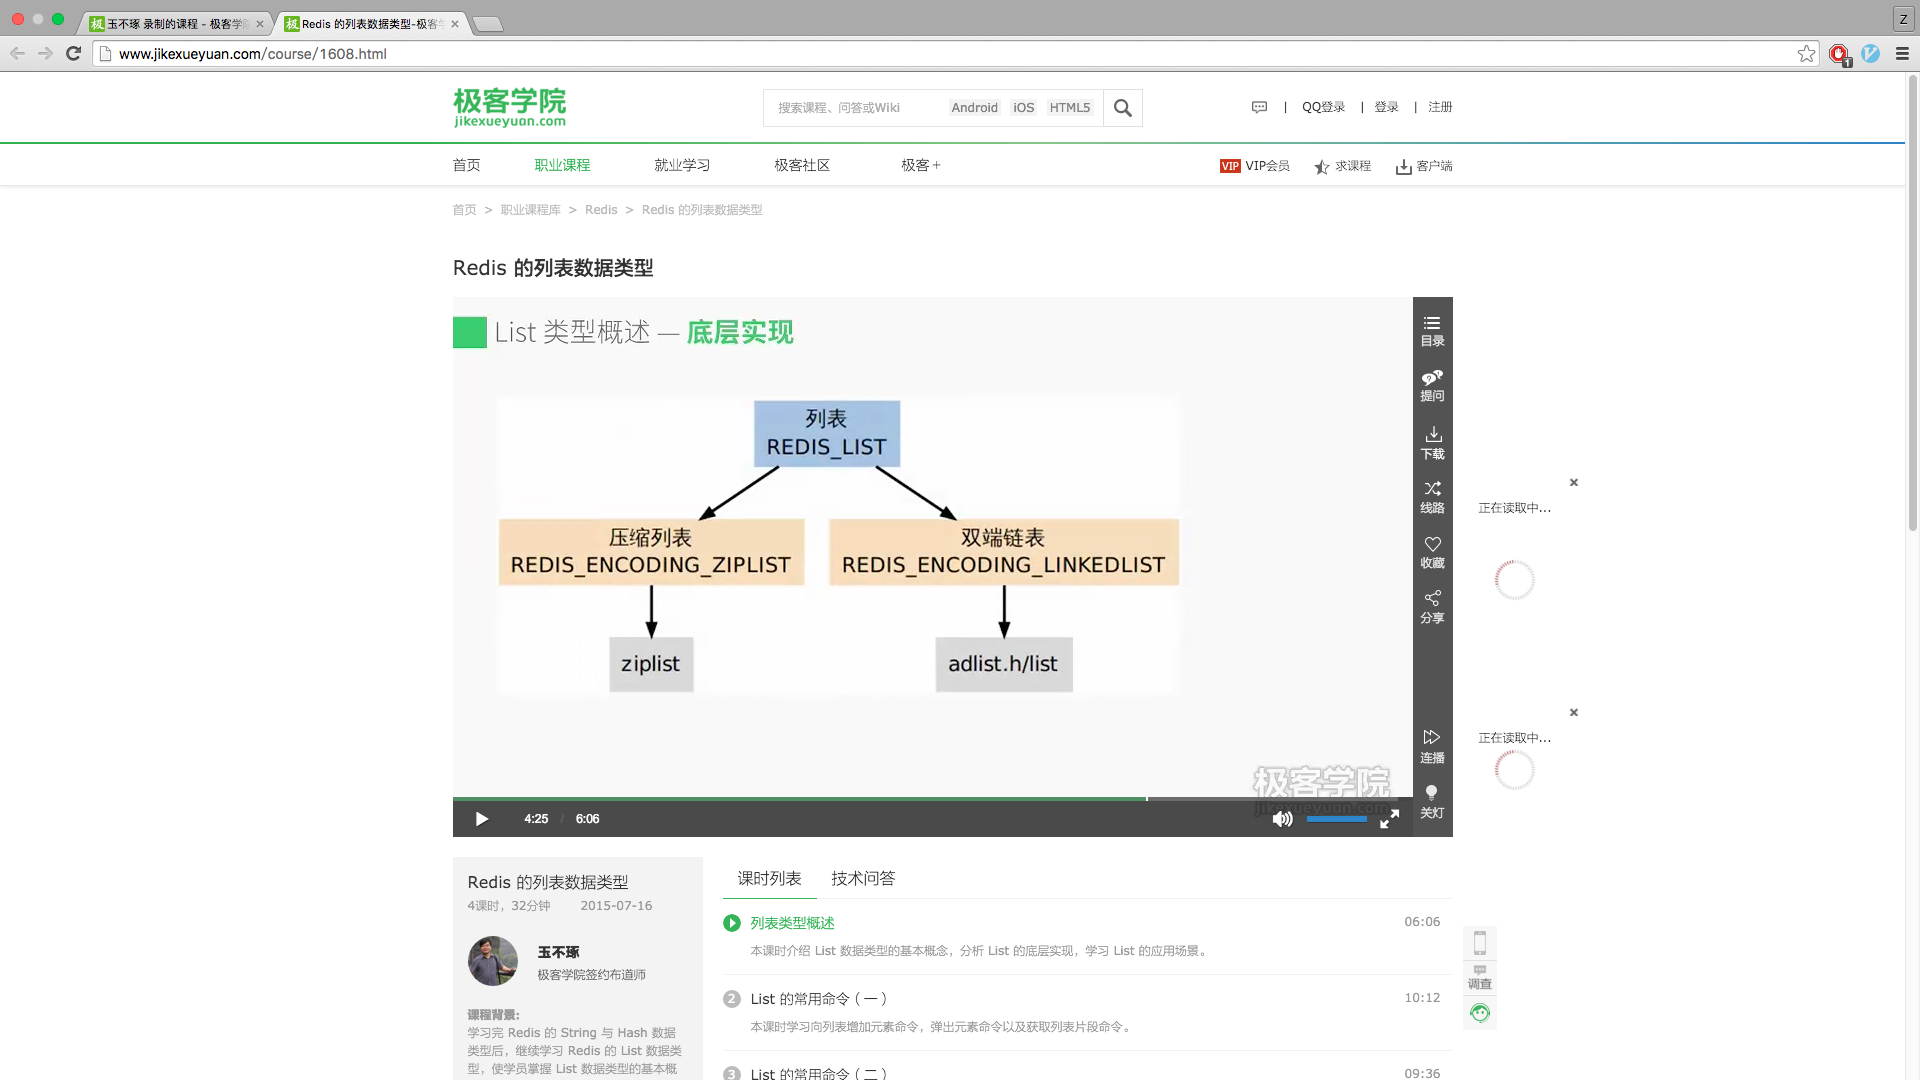 玉不琢 录制的课程 - 极客学院
Redis 的列表数据类型-极客
Z
www.jikexueyuan.com/course/1608.html
极客学院
jikexueyuan.com
搜索课程、问答或Wiki Android iOS HTML5
QQ登录 | 登录 | 注册
首页 职业课程 就业学习 极客社区 极客+
VIP VIP会员 求课程 客户端
首页 > 职业课程库 > Redis > Redis 的列表数据类型
Redis 的列表数据类型
List 类型概述 — 底层实现
列表
REDIS_LIST
压缩列表
REDIS_ENCODING_ZIPLIST
双端链表
REDIS_ENCODING_LINKEDLIST
ziplist
adlist.h/list
极客学院
jikexueyuan.com
目录
提问
下载
线路
收藏
分享
连播
关灯
正在读取中...
正在读取中...
4:25 / 6:06
Redis 的列表数据类型
4课时，32分钟 2015-07-16
玉不琢
极客学院签约布道师
课程背景：
学习完 Redis 的 String 与 Hash 数据
类型后，继续学习 Redis 的 List 数据类
型，使学员掌握 List 数据类型的基本概
课时列表 技术问答
列表类型概述 06:06
本课时介绍 List 数据类型的基本概念，分析 List 的底层实现，学习 List 的应用场景。
2 List 的常用命令（一） 10:12
本课时学习向列表增加元素命令，弹出元素命令以及获取列表片段命令。
3 List 的常用命令（二） 09:36
调查